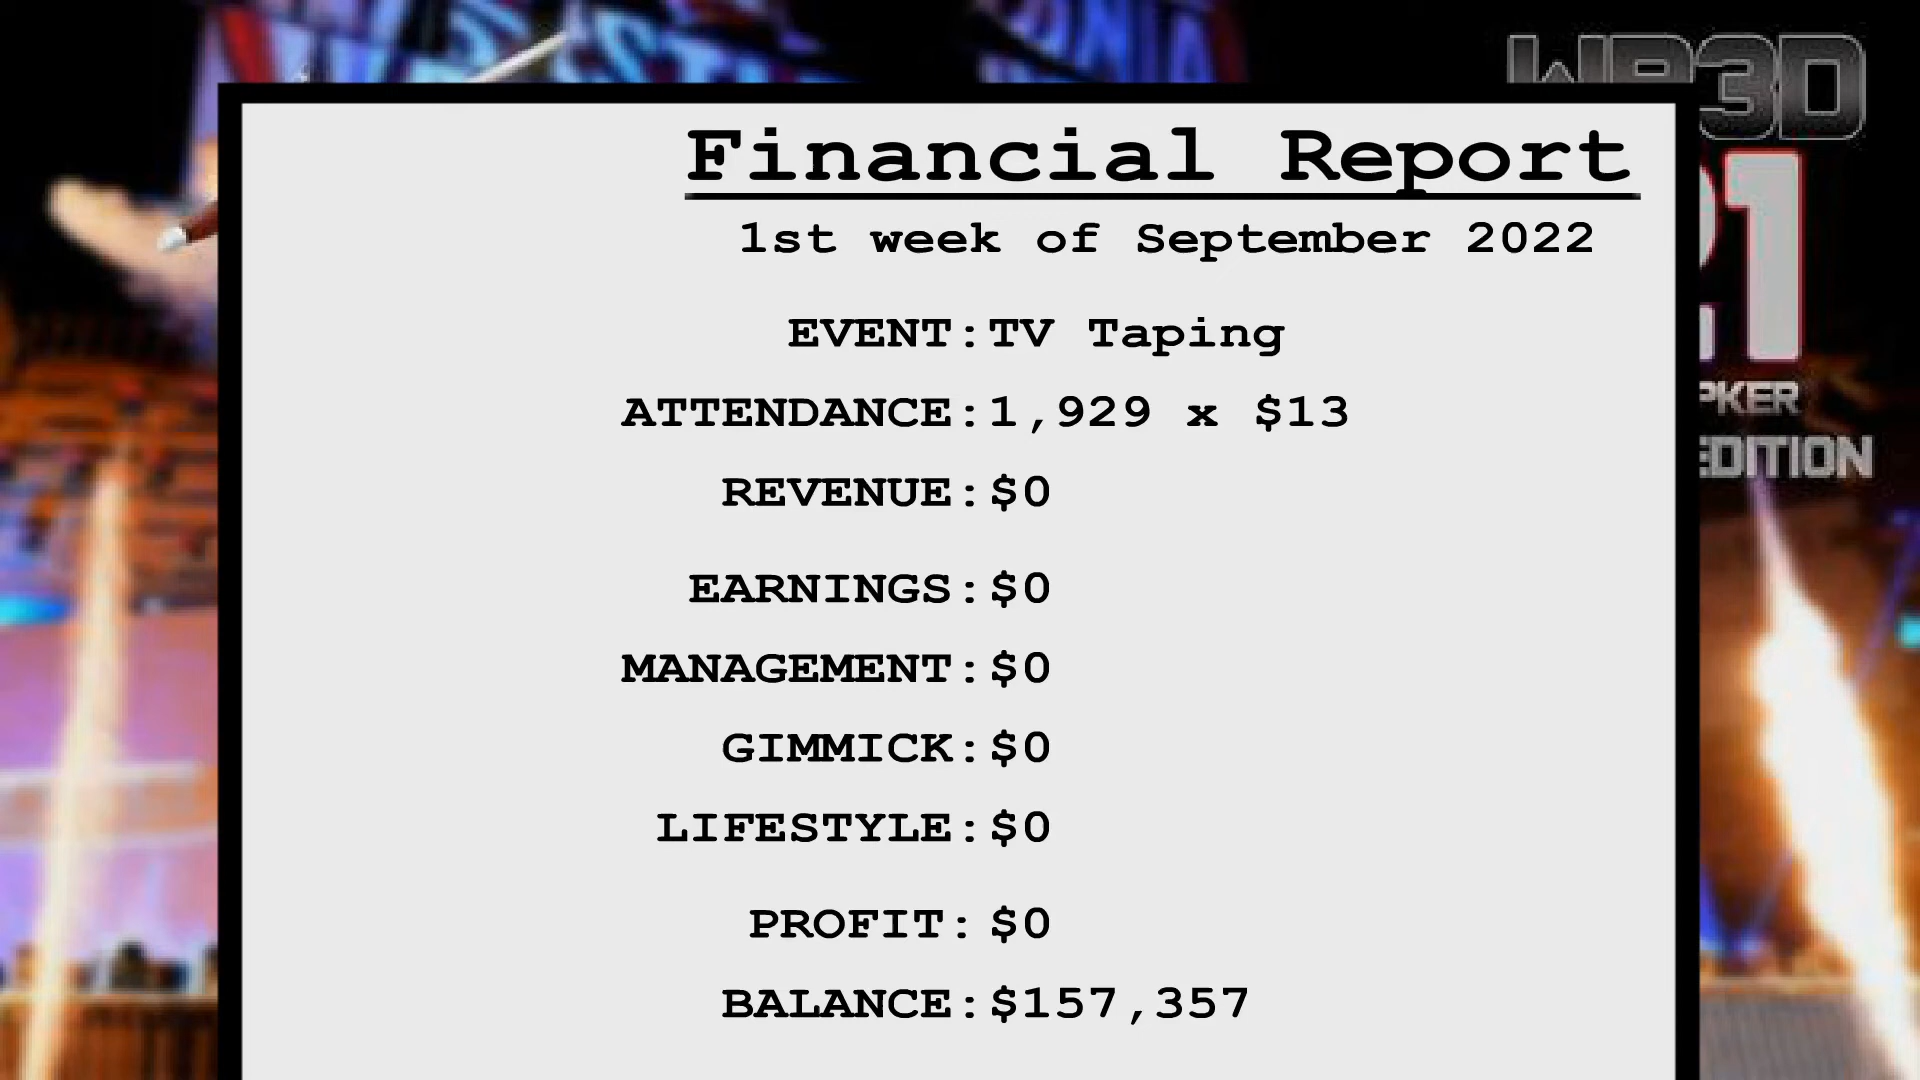 WR3D
Financial Report
1st week of September 2022
EVENT: TV Taping
ATTENDANCE: 1,929 x $13
REVENUE: $0
EARNINGS: $0
MANAGEMENT: $0
GIMMICK: $0
LIFESTYLE: $0
PROFIT: $0
BALANCE: $157,357
21
PKER
EDITION